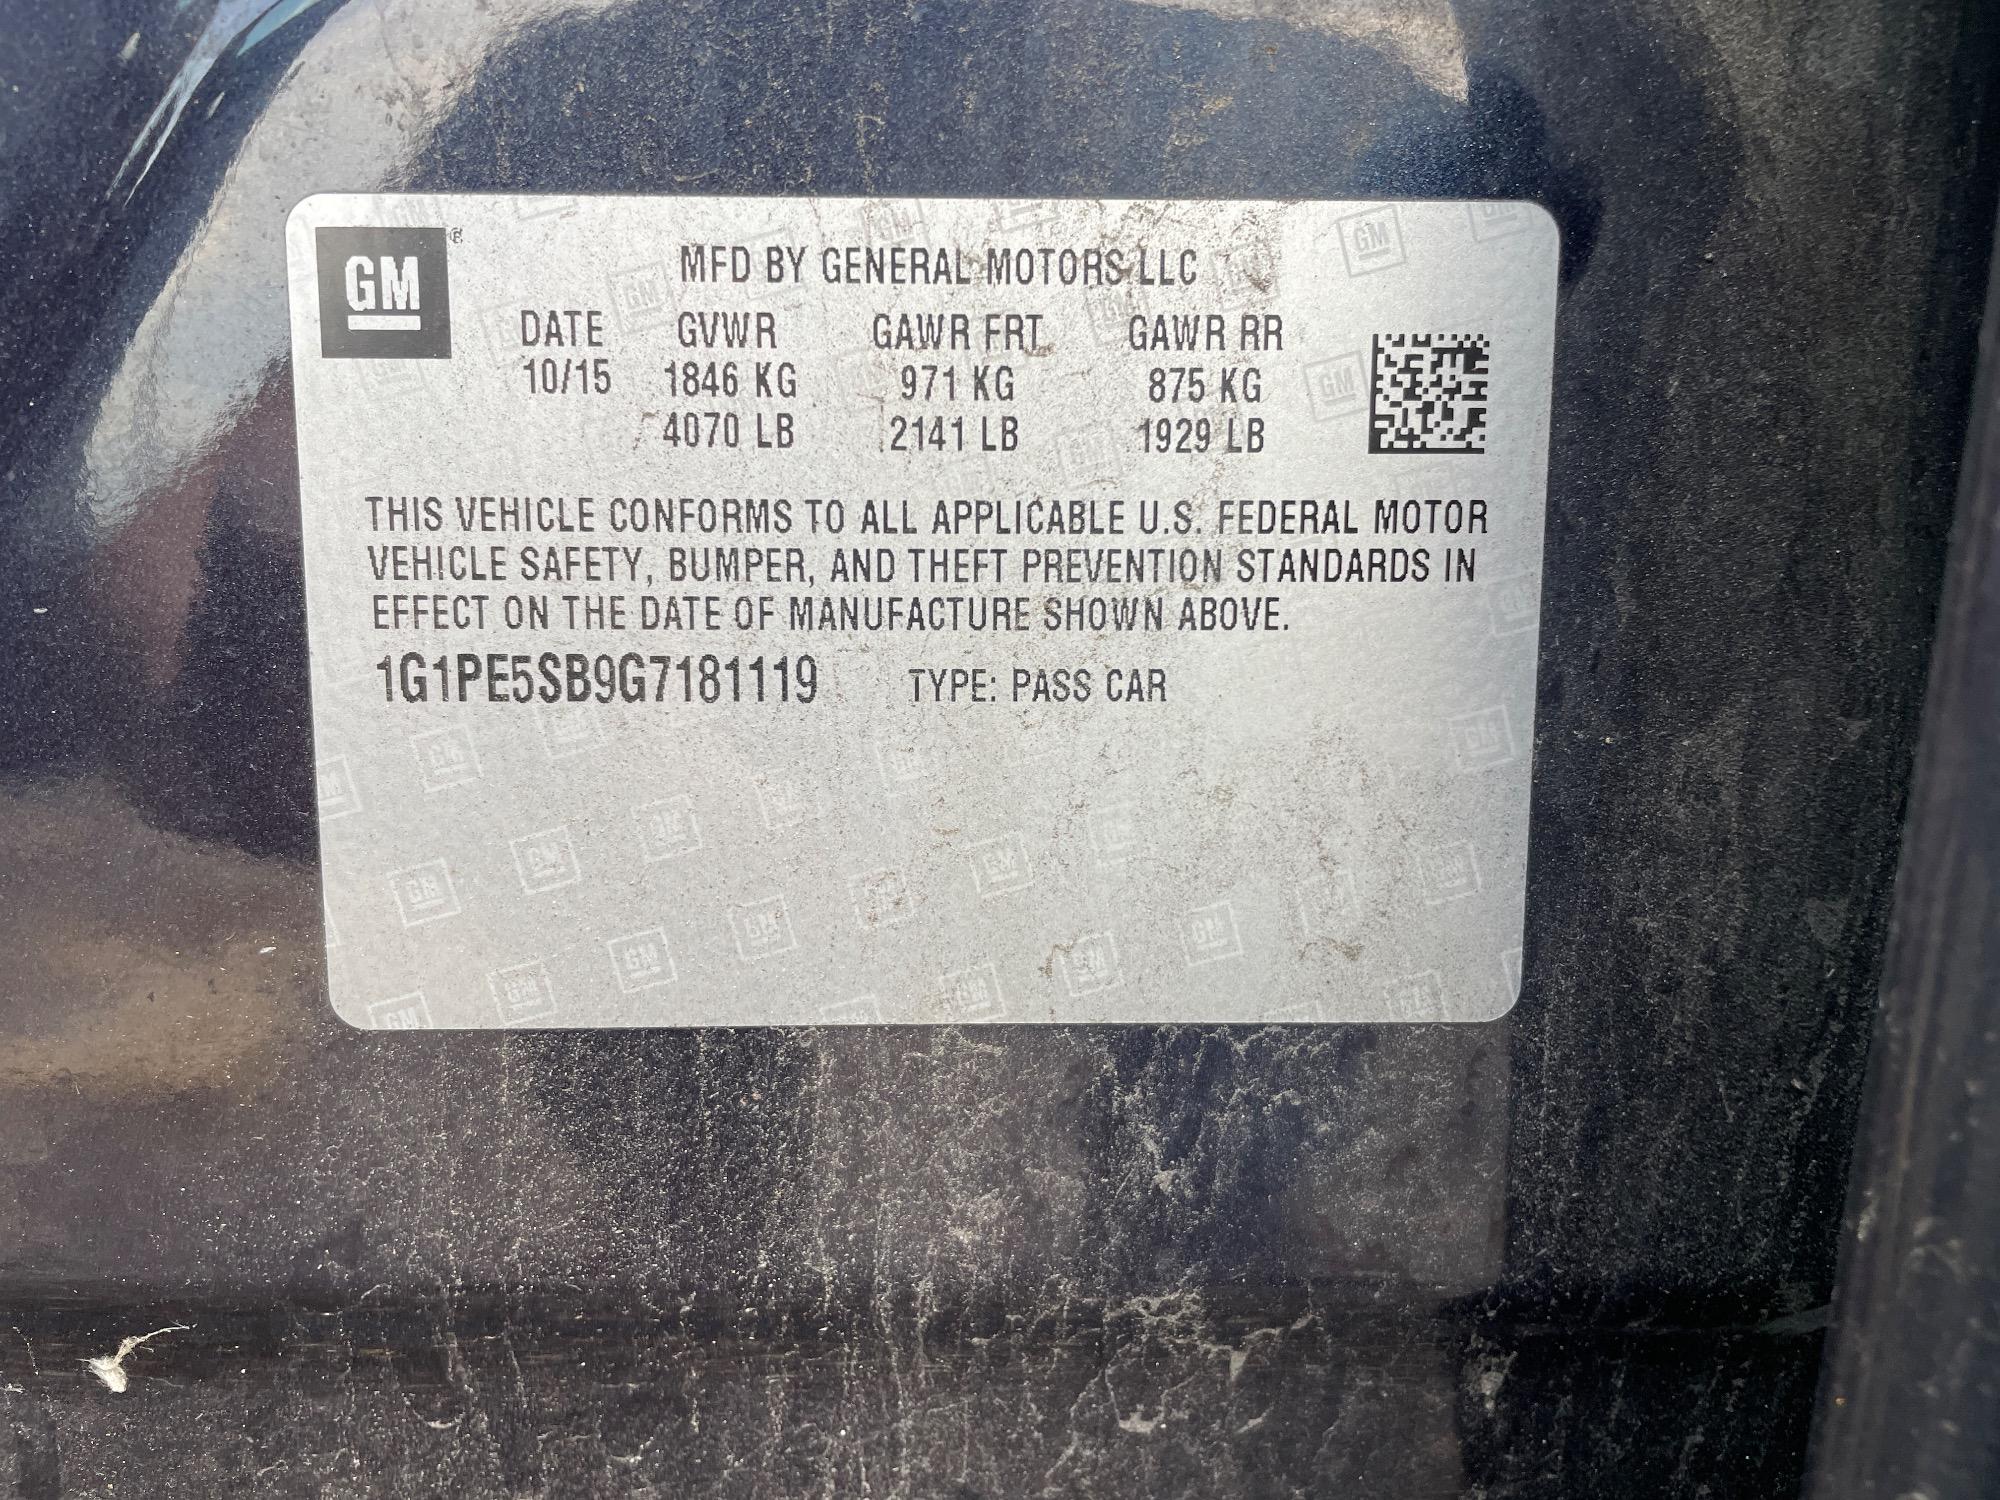 GM
MFD BY GENERAL MOTORS LLC
DATE GVWR GAWR FRT GAWR RR
10/15 1846 KG 971 KG 875 KG
4070 LB 2141 LB 1929 LB
THIS VEHICLE CONFORMS TO ALL APPLICABLE U.S. FEDERAL MOTOR
VEHICLE SAFETY, BUMPER, AND THEFT PREVENTION STANDARDS IN
EFFECT ON THE DATE OF MANUFACTURE SHOWN ABOVE.
1G1PE5SB9G7181119 TYPE: PASS CAR